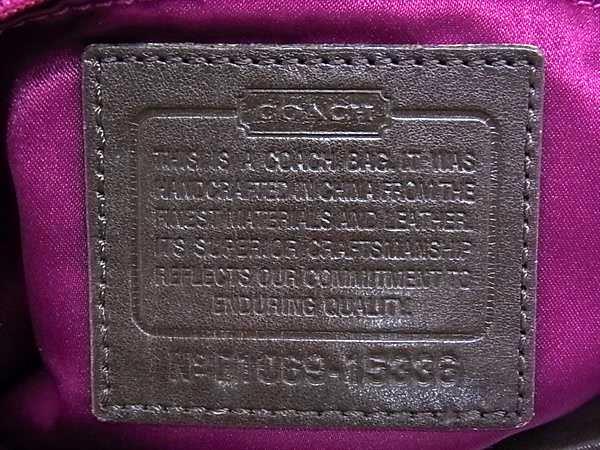 COACH
THIS IS A COACH BAG. IT WAS
HANDCRAFTED IN CHINA FROM THE
FINEST MATERIALS AND LEATHER.
ITS SUPERIOR CRAFTSMANSHIP
REFLECTS OUR COMMITMENT TO
ENDURING QUALITY.